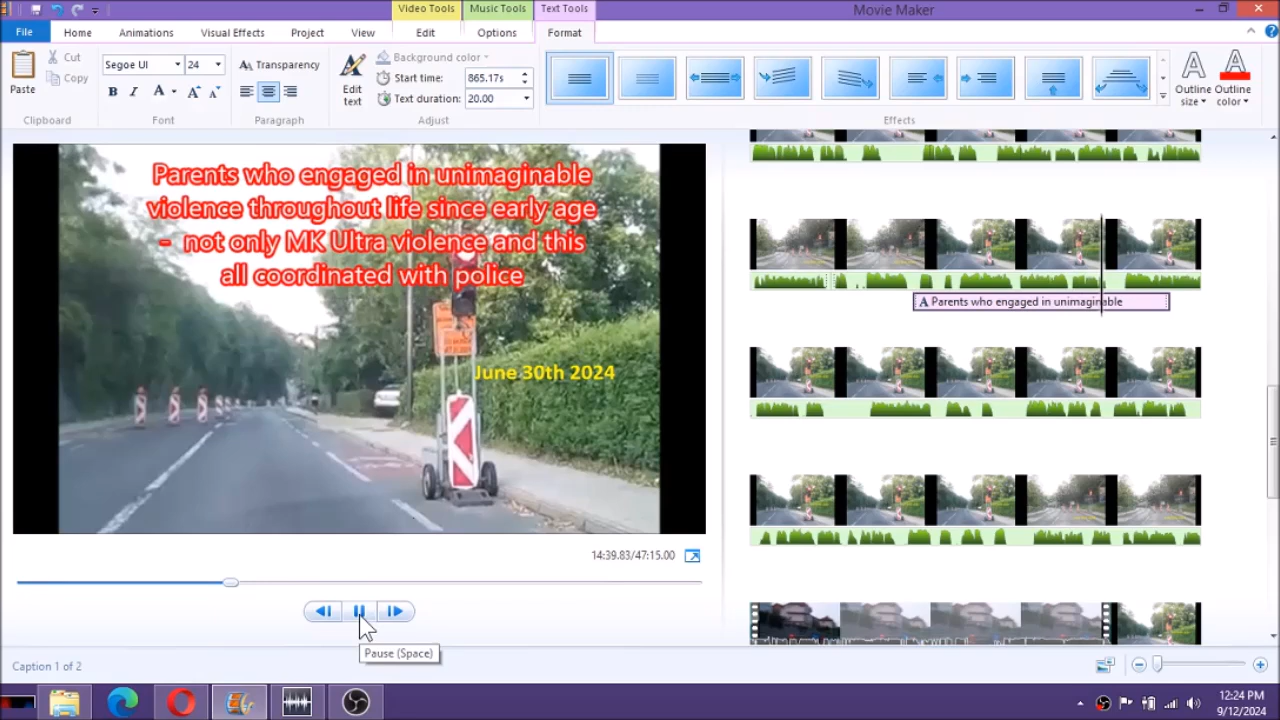 Video Tools Music Tools Text Tools Movie Maker
File Home Animations Visual Effects Project View Edit Options Format
Paste
Cut
Copy
Clipboard
Segoe UI 24
B I A A A
Font
Transparency
Paragraph
Edit text
Background color
Start time: 865.17s
Text duration: 20.00
Adjust
Effects
Outline size
Outline color
Parents who engaged in unimaginable
violence throughout life since early age
- not only MK Ultra violence and this
all coordinated with police
June 30th 2024
A Parents who engaged in unimaginable
14:39.83/47:15.00
Pause (Space)
Caption 1 of 2
12:24 PM
9/12/2024